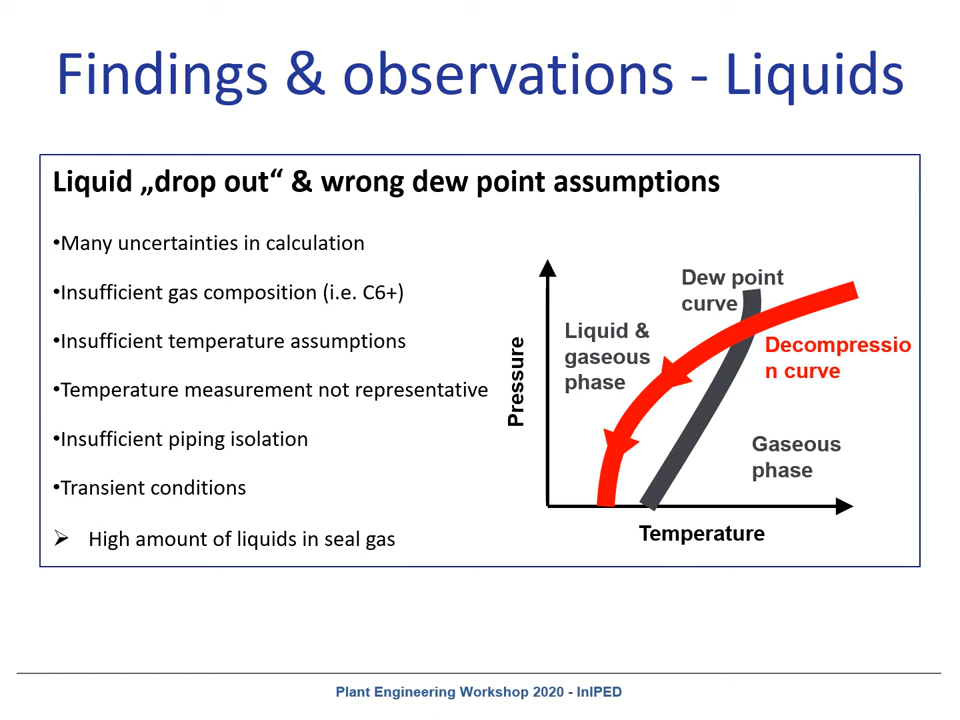 Findings & observations - Liquids
Liquid „drop out“ & wrong dew point assumptions
•Many uncertainties in calculation
•Insufficient gas composition (i.e. C6+)
•Insufficient temperature assumptions
•Temperature measurement not representative
•Insufficient piping isolation
•Transient conditions
➢ High amount of liquids in seal gas
Pressure
Liquid &
gaseous
phase
Dew point
curve
Decompressio
n curve
Gaseous
phase
Temperature
Plant Engineering Workshop 2020 - InIPED